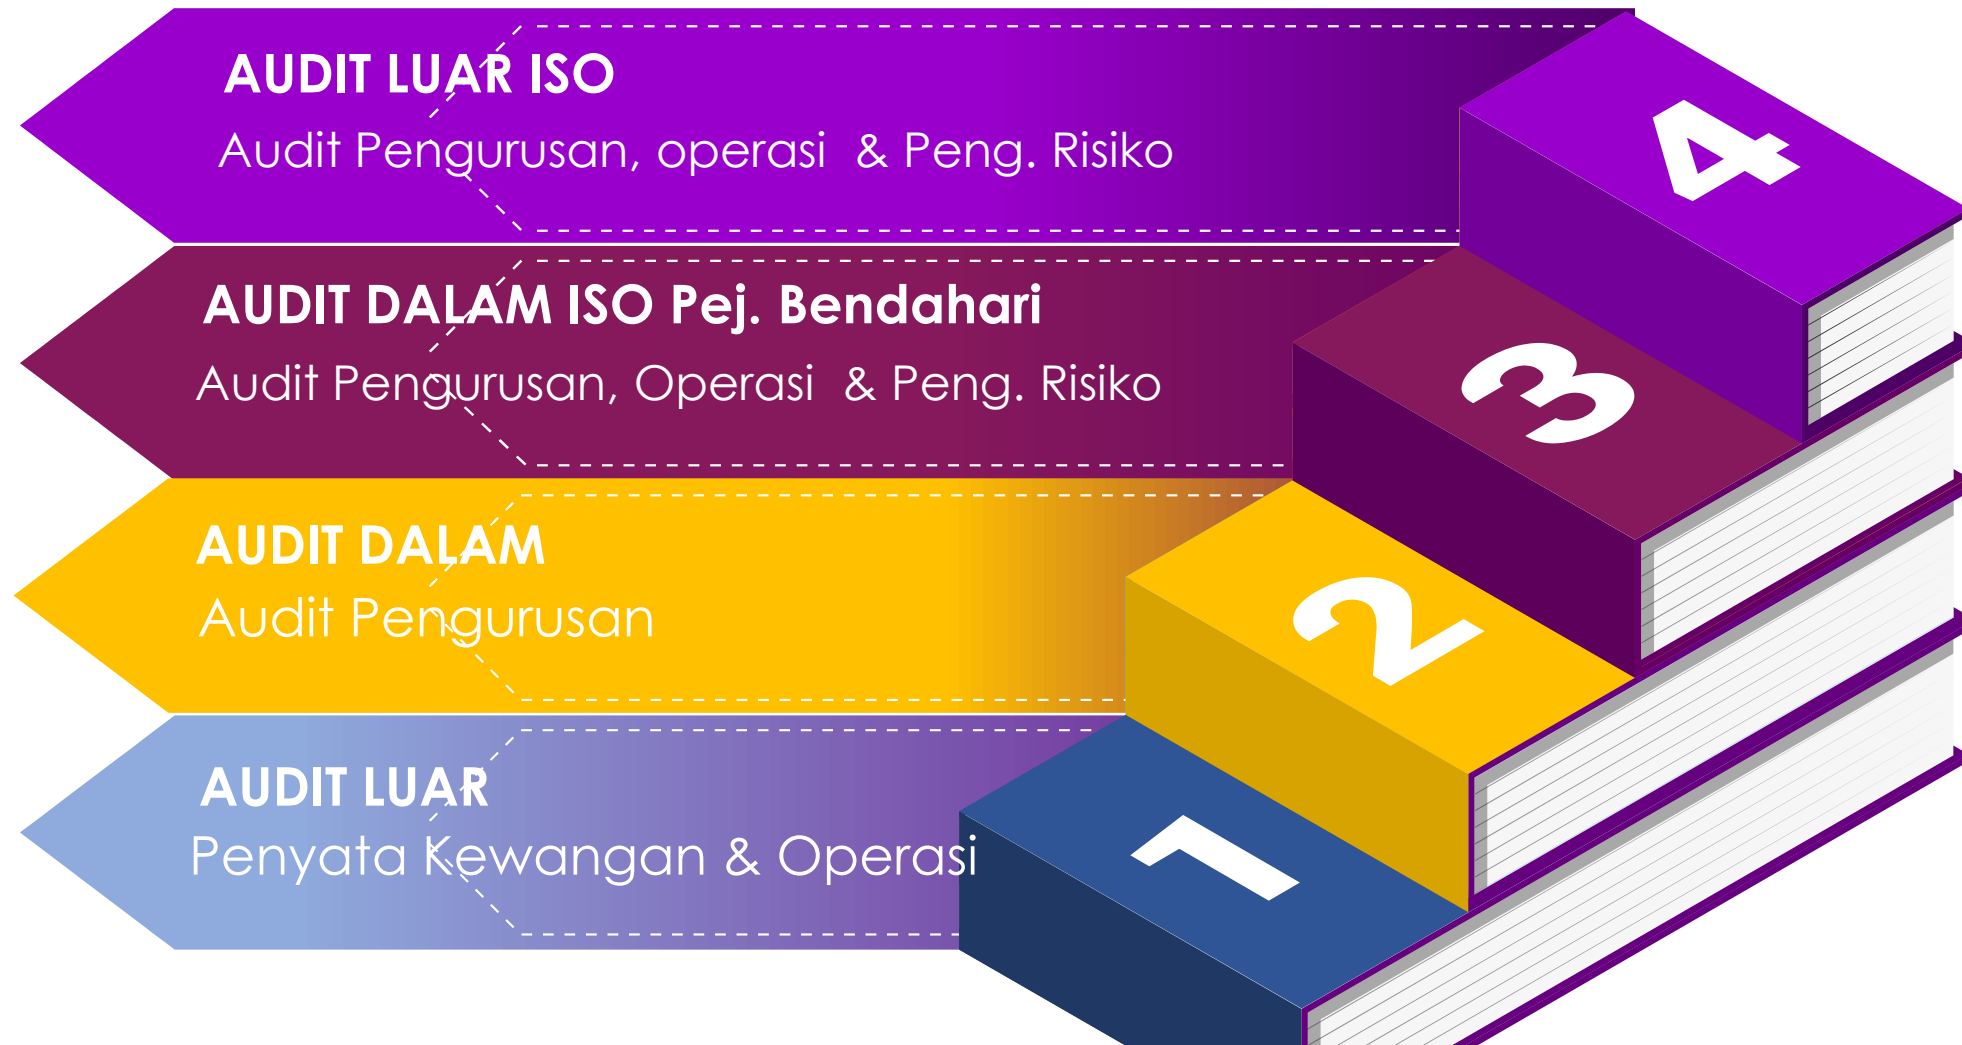 AUDIT LUAR ISO
Audit Pengurusan, operasi & Peng. Risiko
4
AUDIT DALAM ISO Pej. Bendahari
Audit Pengurusan, Operasi & Peng. Risiko
3
AUDIT DALAM
Audit Pengurusan
2
AUDIT LUAR
Penyata Kewangan & Operasi
1